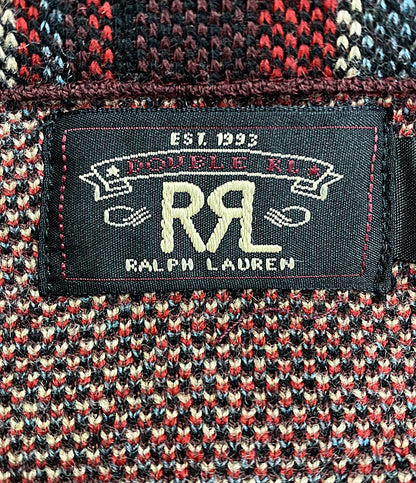 EST. 1993
DOUBLE RL
RRL
RALPH LAUREN